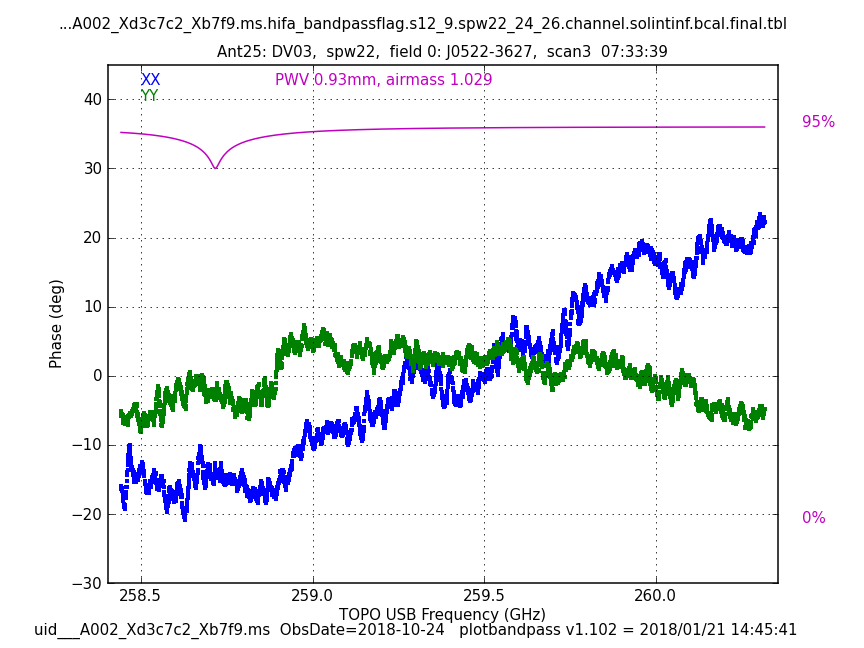 ...A002_Xd3c7c2_Xb7f9.ms.hifa_bandpassflag.s12_9.spw22_24_26.channel.solintinf.bcal.final.tbl
Ant25: DV03,  spw22,  field 0: J0522-3627,  scan3  07:33:39
XX
PWV 0.93mm, airmass 1.029
YY
40
95%
30
20
10
0
−10
−20
0%
−30
Phase (deg)
258.5
259.0
259.5
260.0
TOPO USB Frequency (GHz)
uid___A002_Xd3c7c2_Xb7f9.ms  ObsDate=2018-10-24   plotbandpass v1.102 = 2018/01/21 14:45:41